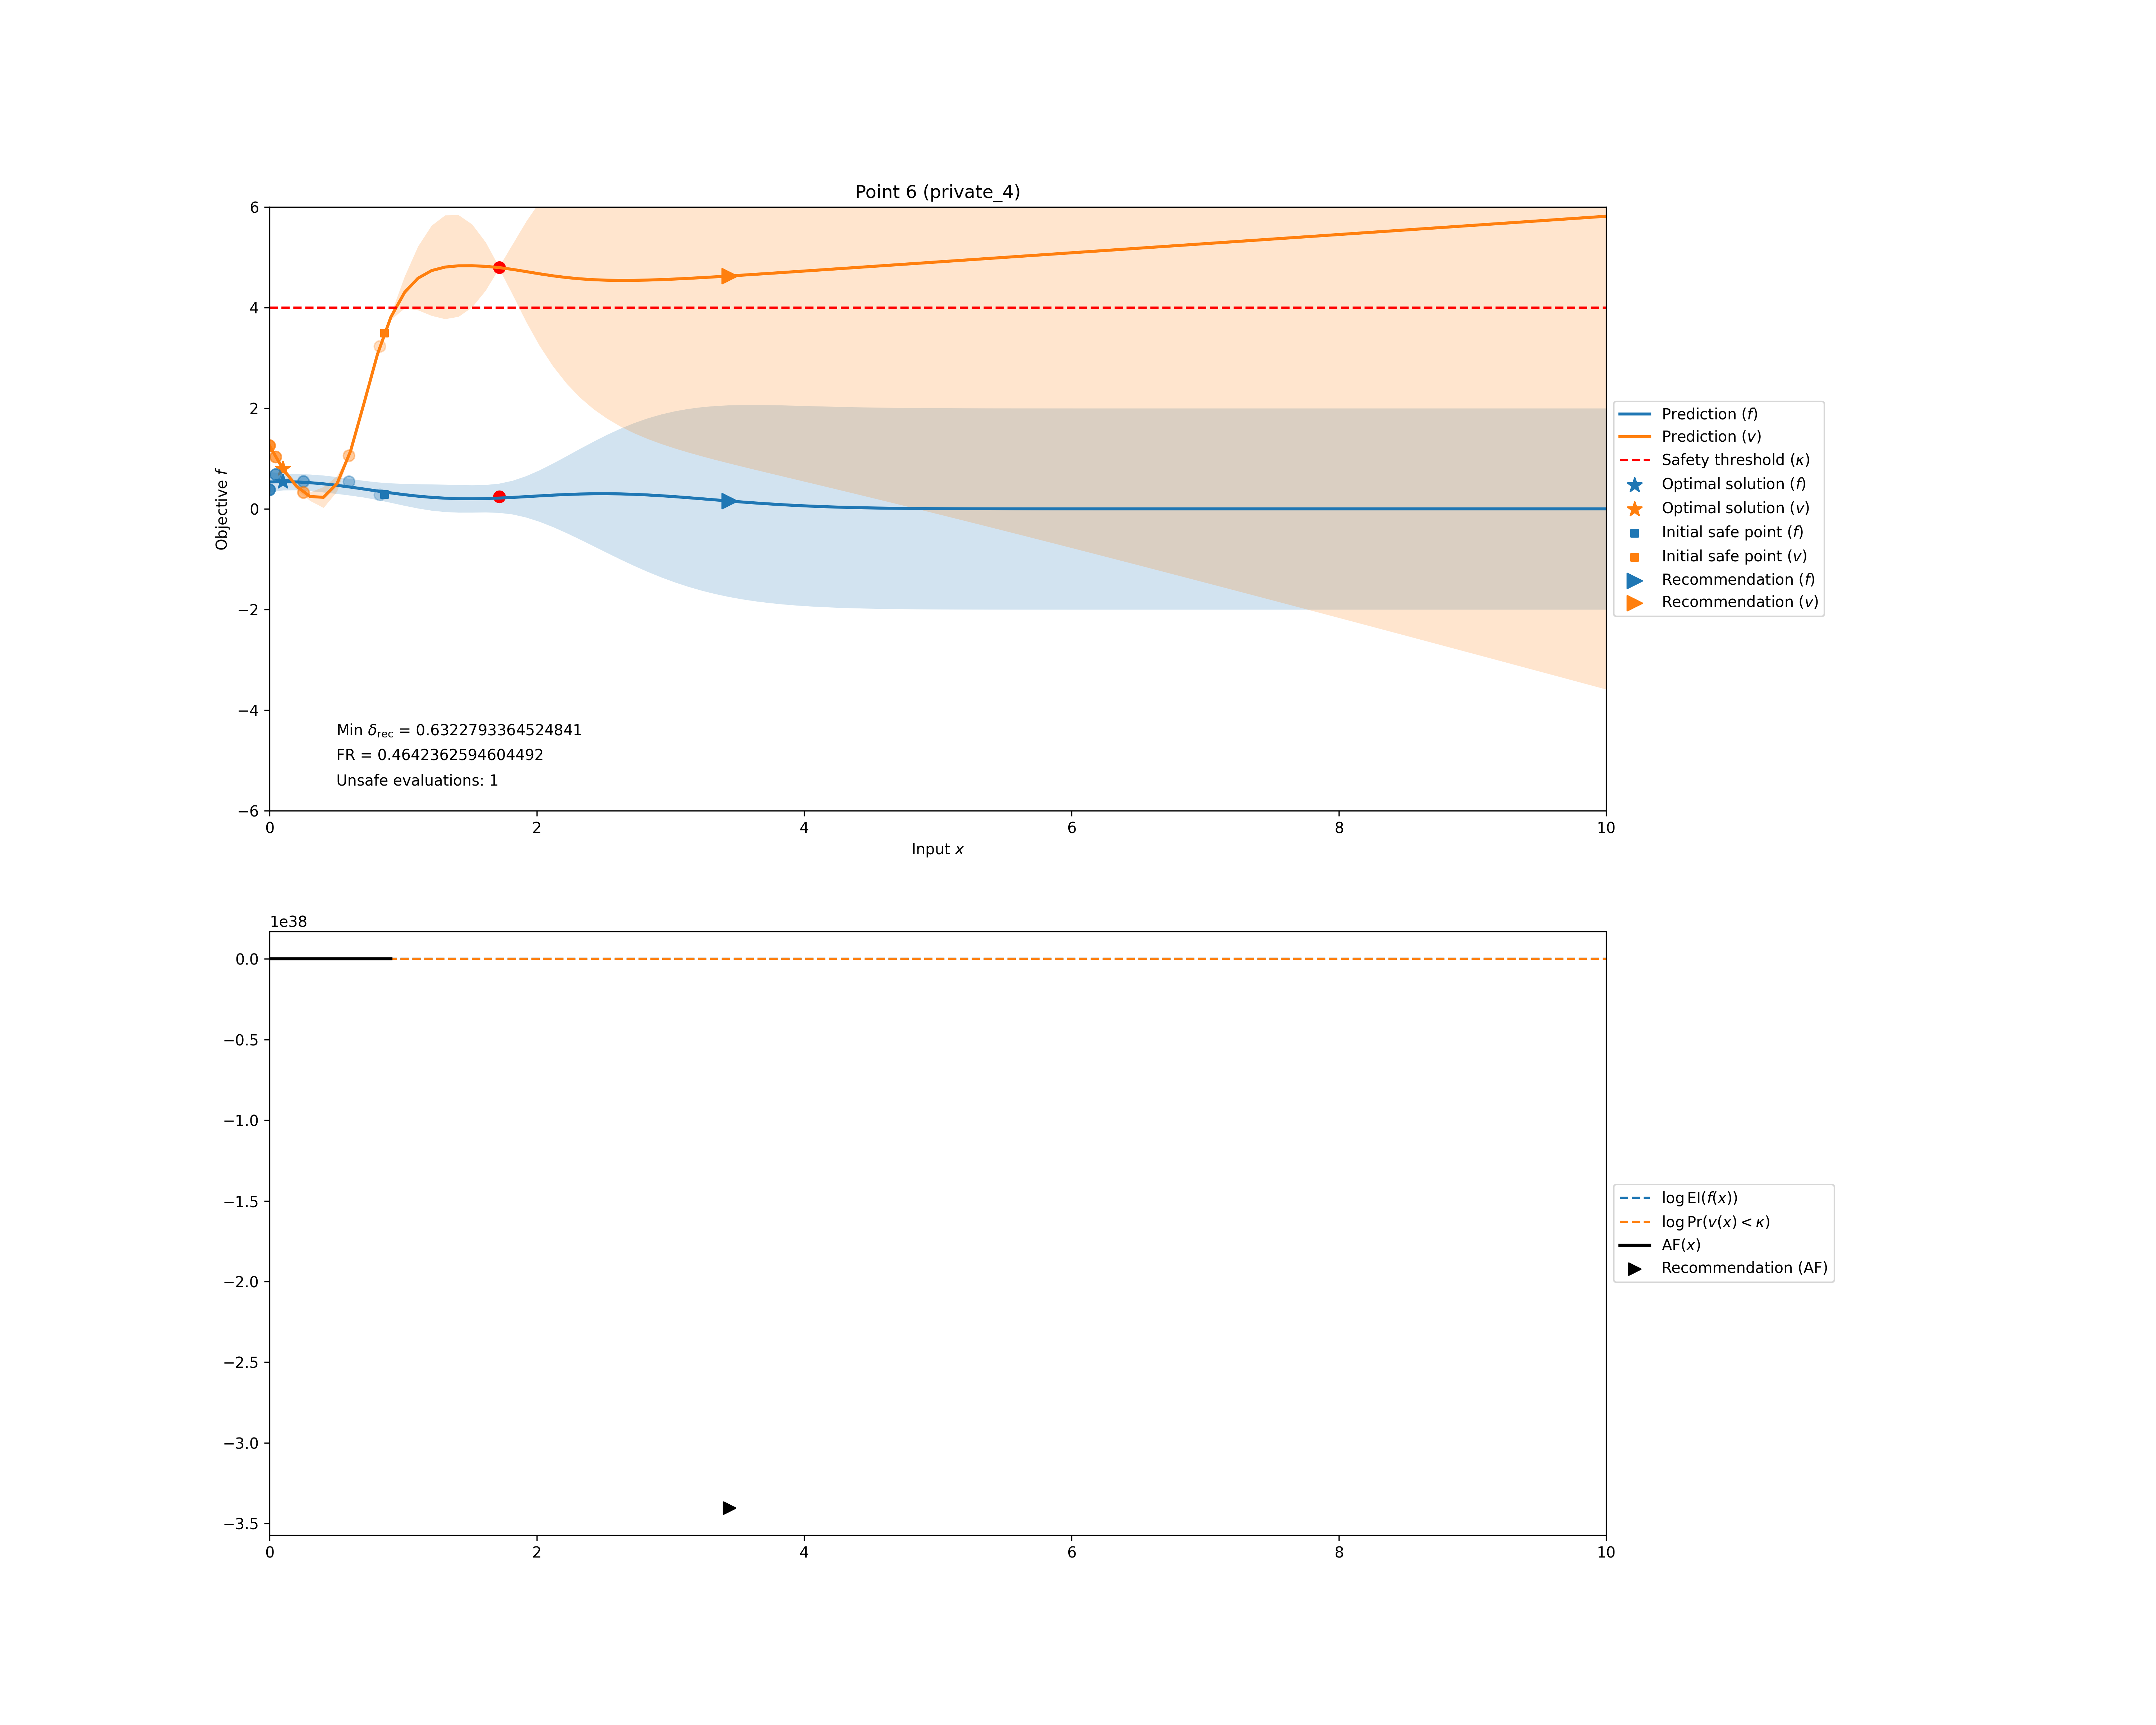 Point 6 (private_4)
6
4
2
0
−2
−4
−6
Objective f
Min δrec = 0.6322793364524841
FR = 0.4642362594604492
Unsafe evaluations: 1
0 2 4 6 8 10
Input x
Prediction (f)
Prediction (v)
Safety threshold (κ)
Optimal solution (f)
Optimal solution (v)
Initial safe point (f)
Initial safe point (v)
Recommendation (f)
Recommendation (v)
1e38
0.0
−0.5
−1.0
−1.5
−2.0
−2.5
−3.0
−3.5
0 2 4 6 8 10
log EI(f(x))
log Pr(v(x) < κ)
AF(x)
Recommendation (AF)